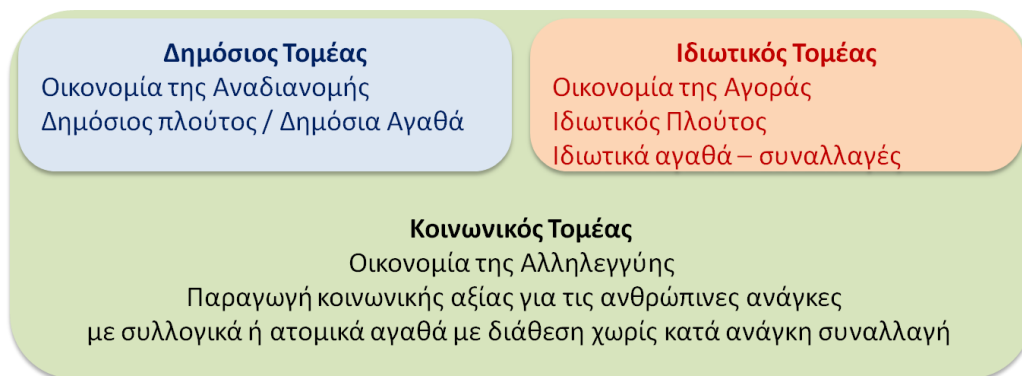 Δημόσιος Τομέας
Οικονομία της Αναδιανομής
Δημόσιος πλούτος / Δημόσια Αγαθά
Ιδιωτικός Τομέας
Οικονομία της Αγοράς
Ιδιωτικός Πλούτος
Ιδιωτικά αγαθά – συναλλαγές
Κοινωνικός Τομέας
Οικονομία της Αλληλεγγύης
Παραγωγή κοινωνικής αξίας για τις ανθρώπινες ανάγκες
με συλλογικά ή ατομικά αγαθά με διάθεση χωρίς κατά ανάγκη συναλλαγή